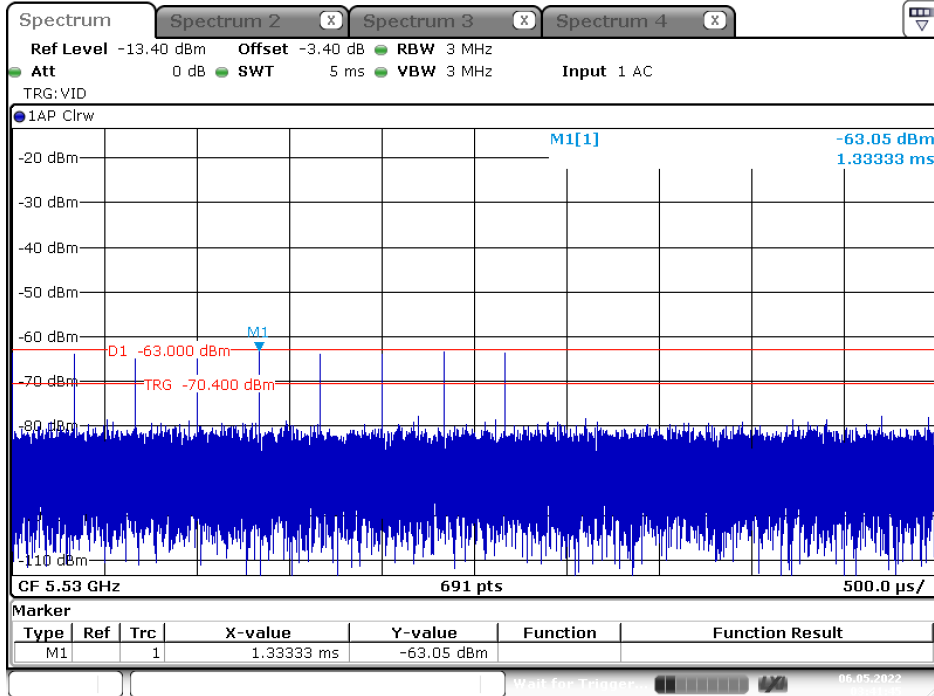 Spectrum Spectrum 2 X Spectrum 3 X Spectrum 4 X
Ref Level -13.40 dBm Offset -3.40 dB RBW 3 MHz
Att 0 dB SWT 5 ms VBW 3 MHz Input 1 AC
TRG:VID
1AP Clrw
M1[1] -63.05 dBm
1.33333 ms
-20 dBm
-30 dBm
-40 dBm
-50 dBm
-60 dBm
M1
D1 -63.000 dBm
-70 dBm
TRG -70.400 dBm
-80 dBm
-110 dBm
CF 5.53 GHz 691 pts 500.0 µs/
Marker
Type Ref Trc X-value Y-value Function Function Result
M1 1 1.33333 ms -63.05 dBm
Wait for Trigger... 06.05.2022